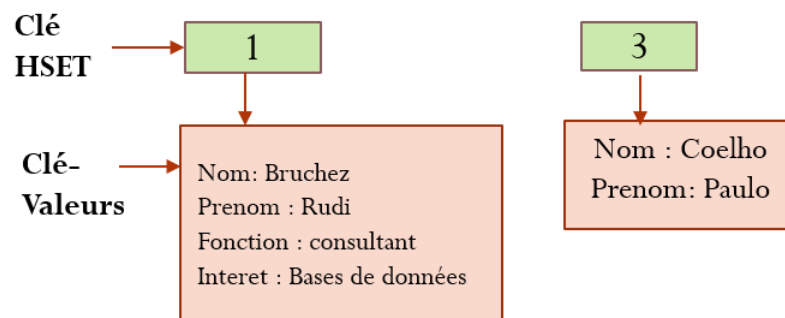 Clé
HSET
1
3
Clé-
Valeurs
Nom: Bruchez
Prenom : Rudi
Fonction : consultant
Interet : Bases de données
Nom : Coelho
Prenom: Paulo